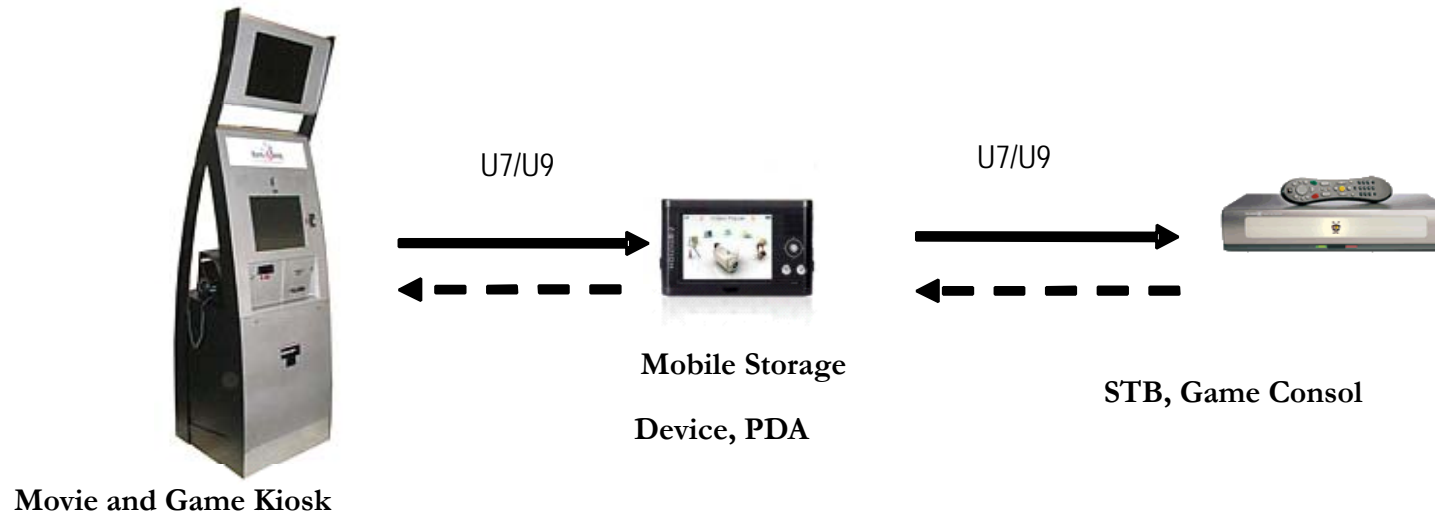 U7/U9
U7/U9
Mobile Storage
Device, PDA
STB, Game Consol
Movie and Game Kiosk